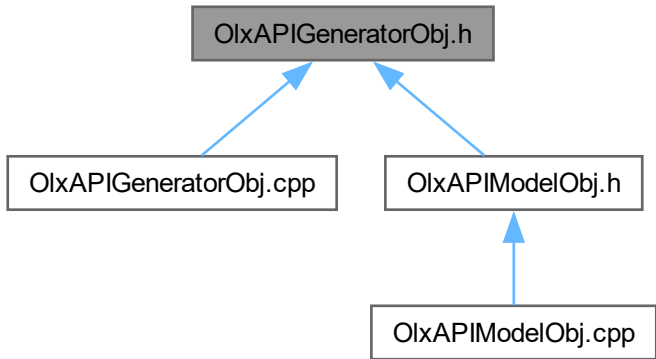 OlxAPIGeneratorObj.h
OlxAPIGeneratorObj.cpp
OlxAPIModelObj.h
OlxAPIModelObj.cpp